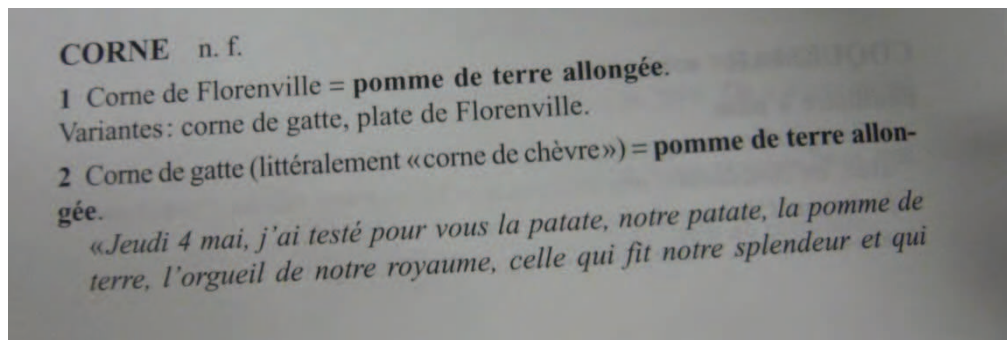 CORNE n. f.
1 Corne de Florenville = pomme de terre allongée.
Variantes: corne de gatte, plate de Florenville.
2 Corne de gatte (littéralement «corne de chèvre») = pomme de terre allon-
gée.
«Jeudi 4 mai, j'ai testé pour vous la patate, notre patate, la pomme de
terre, l'orgueil de notre royaume, celle qui fit notre splendeur et qui